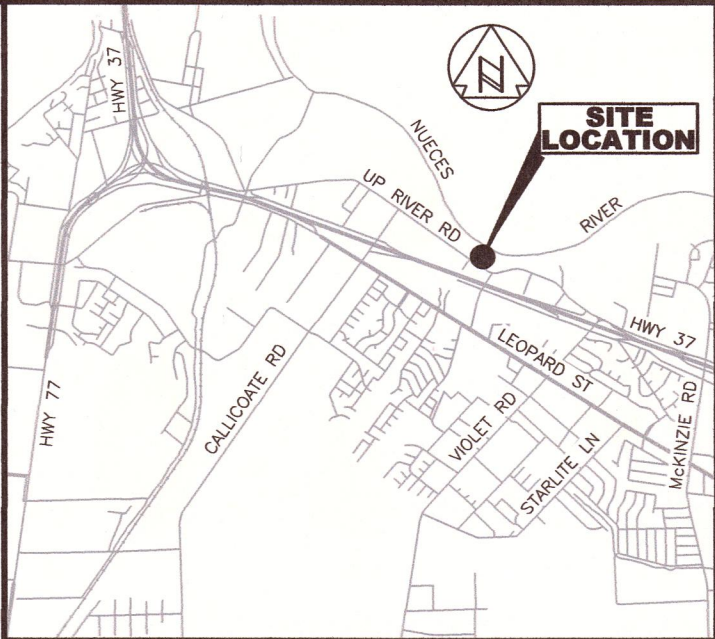 HWY 37
N
SITE
LOCATION
NUECES
RIVER
UP RIVER RD
HWY 37
LEOPARD ST
CALLICOATE RD
VIOLET RD
HWY 77
STARLITE LN
McKINZIE RD